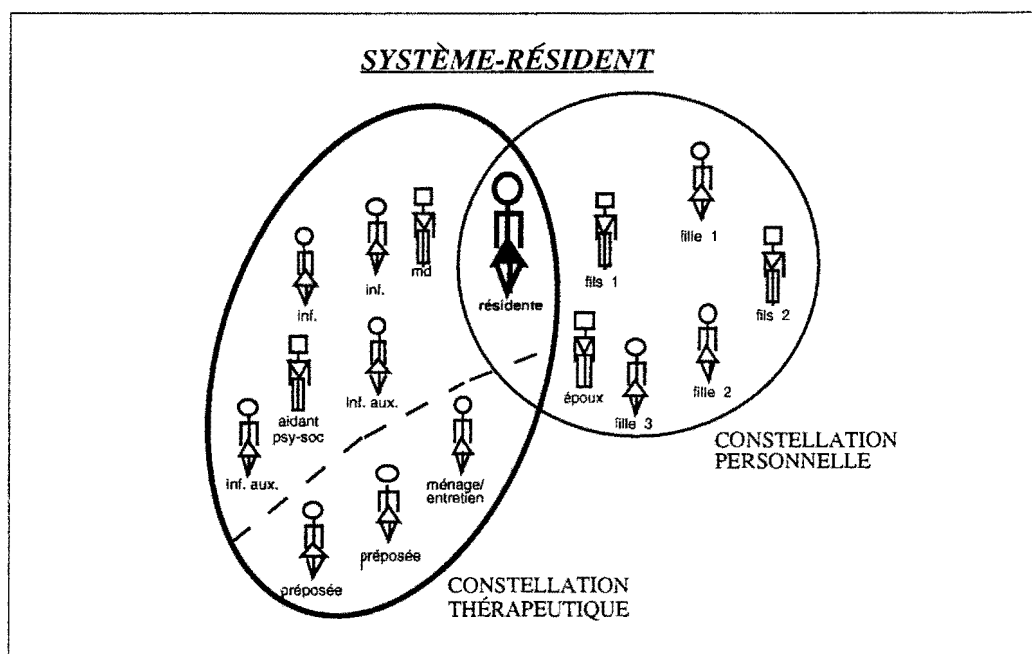 SYSTÈME-RÉSIDENT
inf.
inf.
md
résidente
fils 1
fille 1
fils 2
inf. aux.
aidant
psy-soc
inf. aux.
époux
fille 3
fille 2
ménage/
entretien
préposée
préposée
CONSTELLATION
PERSONNELLE
CONSTELLATION
THÉRAPEUTIQUE